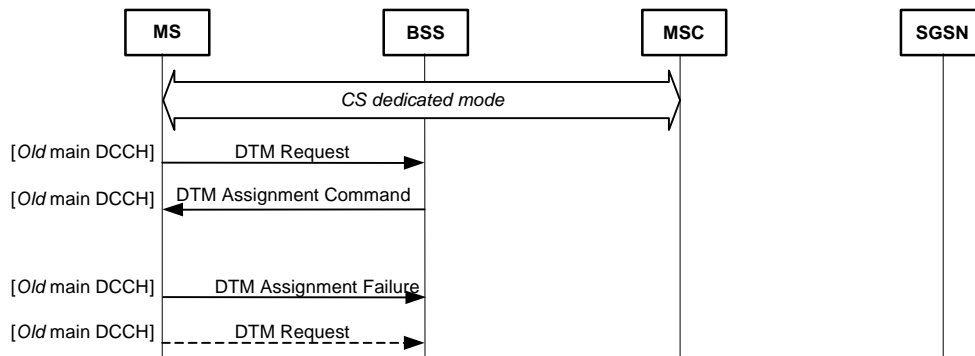 MS BSS MSC SGSN
CS dedicated mode
[Old main DCCH] DTM Request
[Old main DCCH] DTM Assignment Command
[Old main DCCH] DTM Assignment Failure
[Old main DCCH] DTM Request